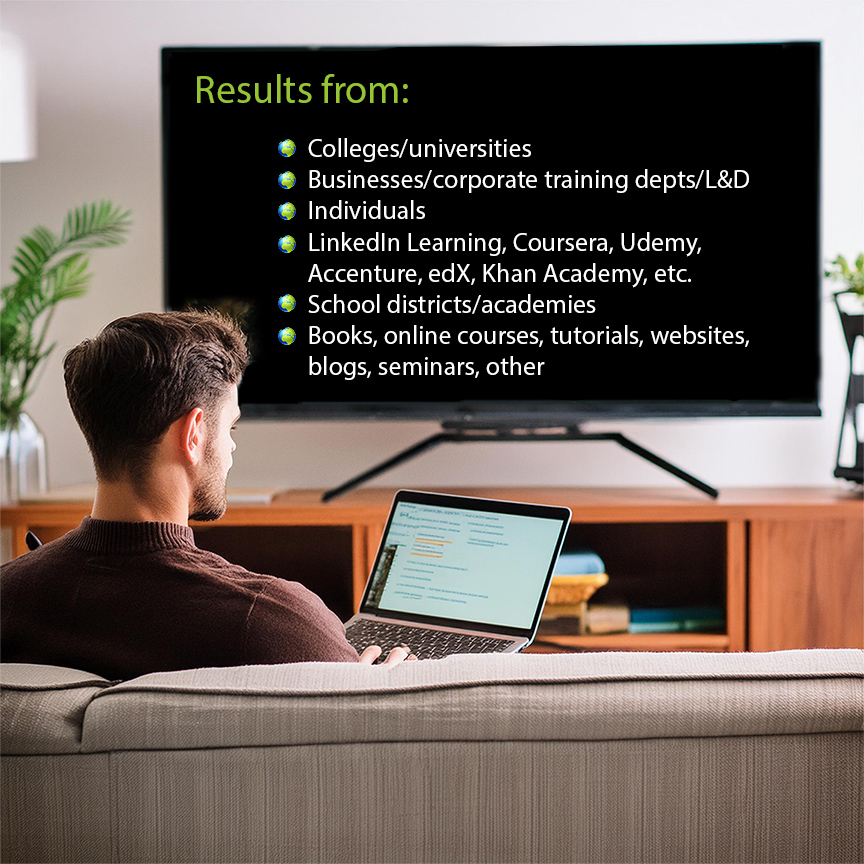 Results from:
Colleges/universities
Businesses/corporate training depts/L&D
Individuals
LinkedIn Learning, Coursera, Udemy,
Accenture, edX, Khan Academy, etc.
School districts/academies
Books, online courses, tutorials, websites,
blogs, seminars, other